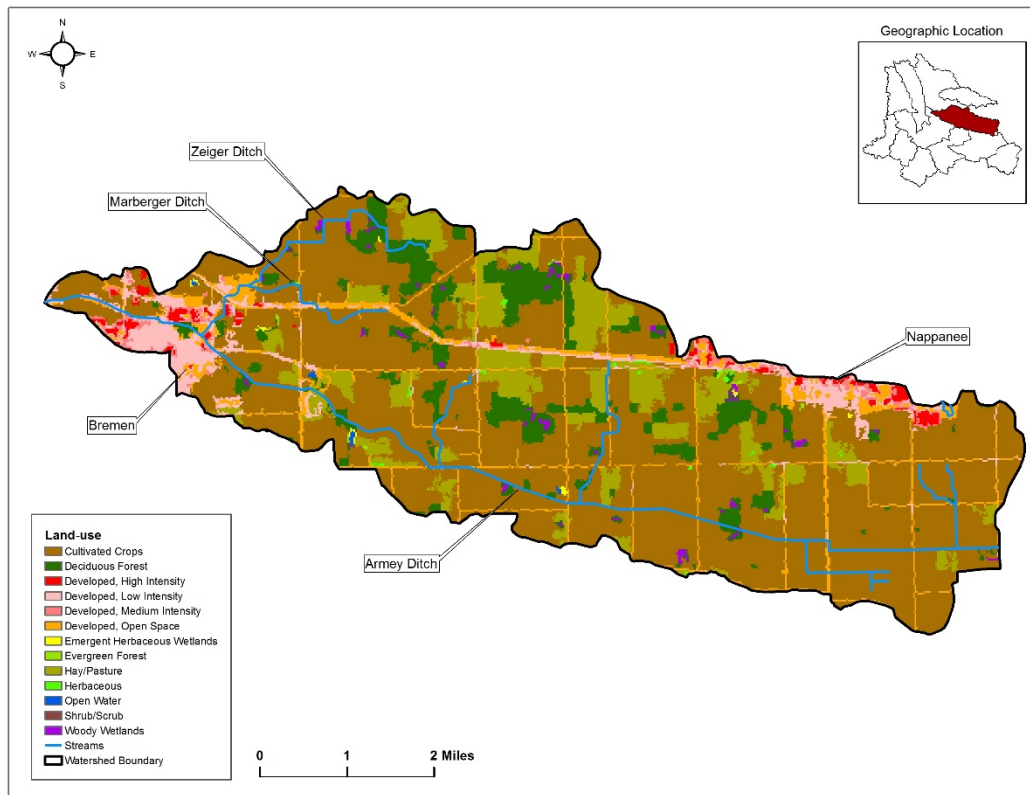 N
W E
S
Geographic Location
Zeiger Ditch
Marberger Ditch
Nappanee
Bremen
Armey Ditch
Land-use
Cultivated Crops
Deciduous Forest
Developed, High Intensity
Developed, Low Intensity
Developed, Medium Intensity
Developed, Open Space
Emergent Herbaceous Wetlands
Evergreen Forest
Hay/Pasture
Herbaceous
Open Water
Shrub/Scrub
Woody Wetlands
Streams
Watershed Boundary
0 1 2 Miles